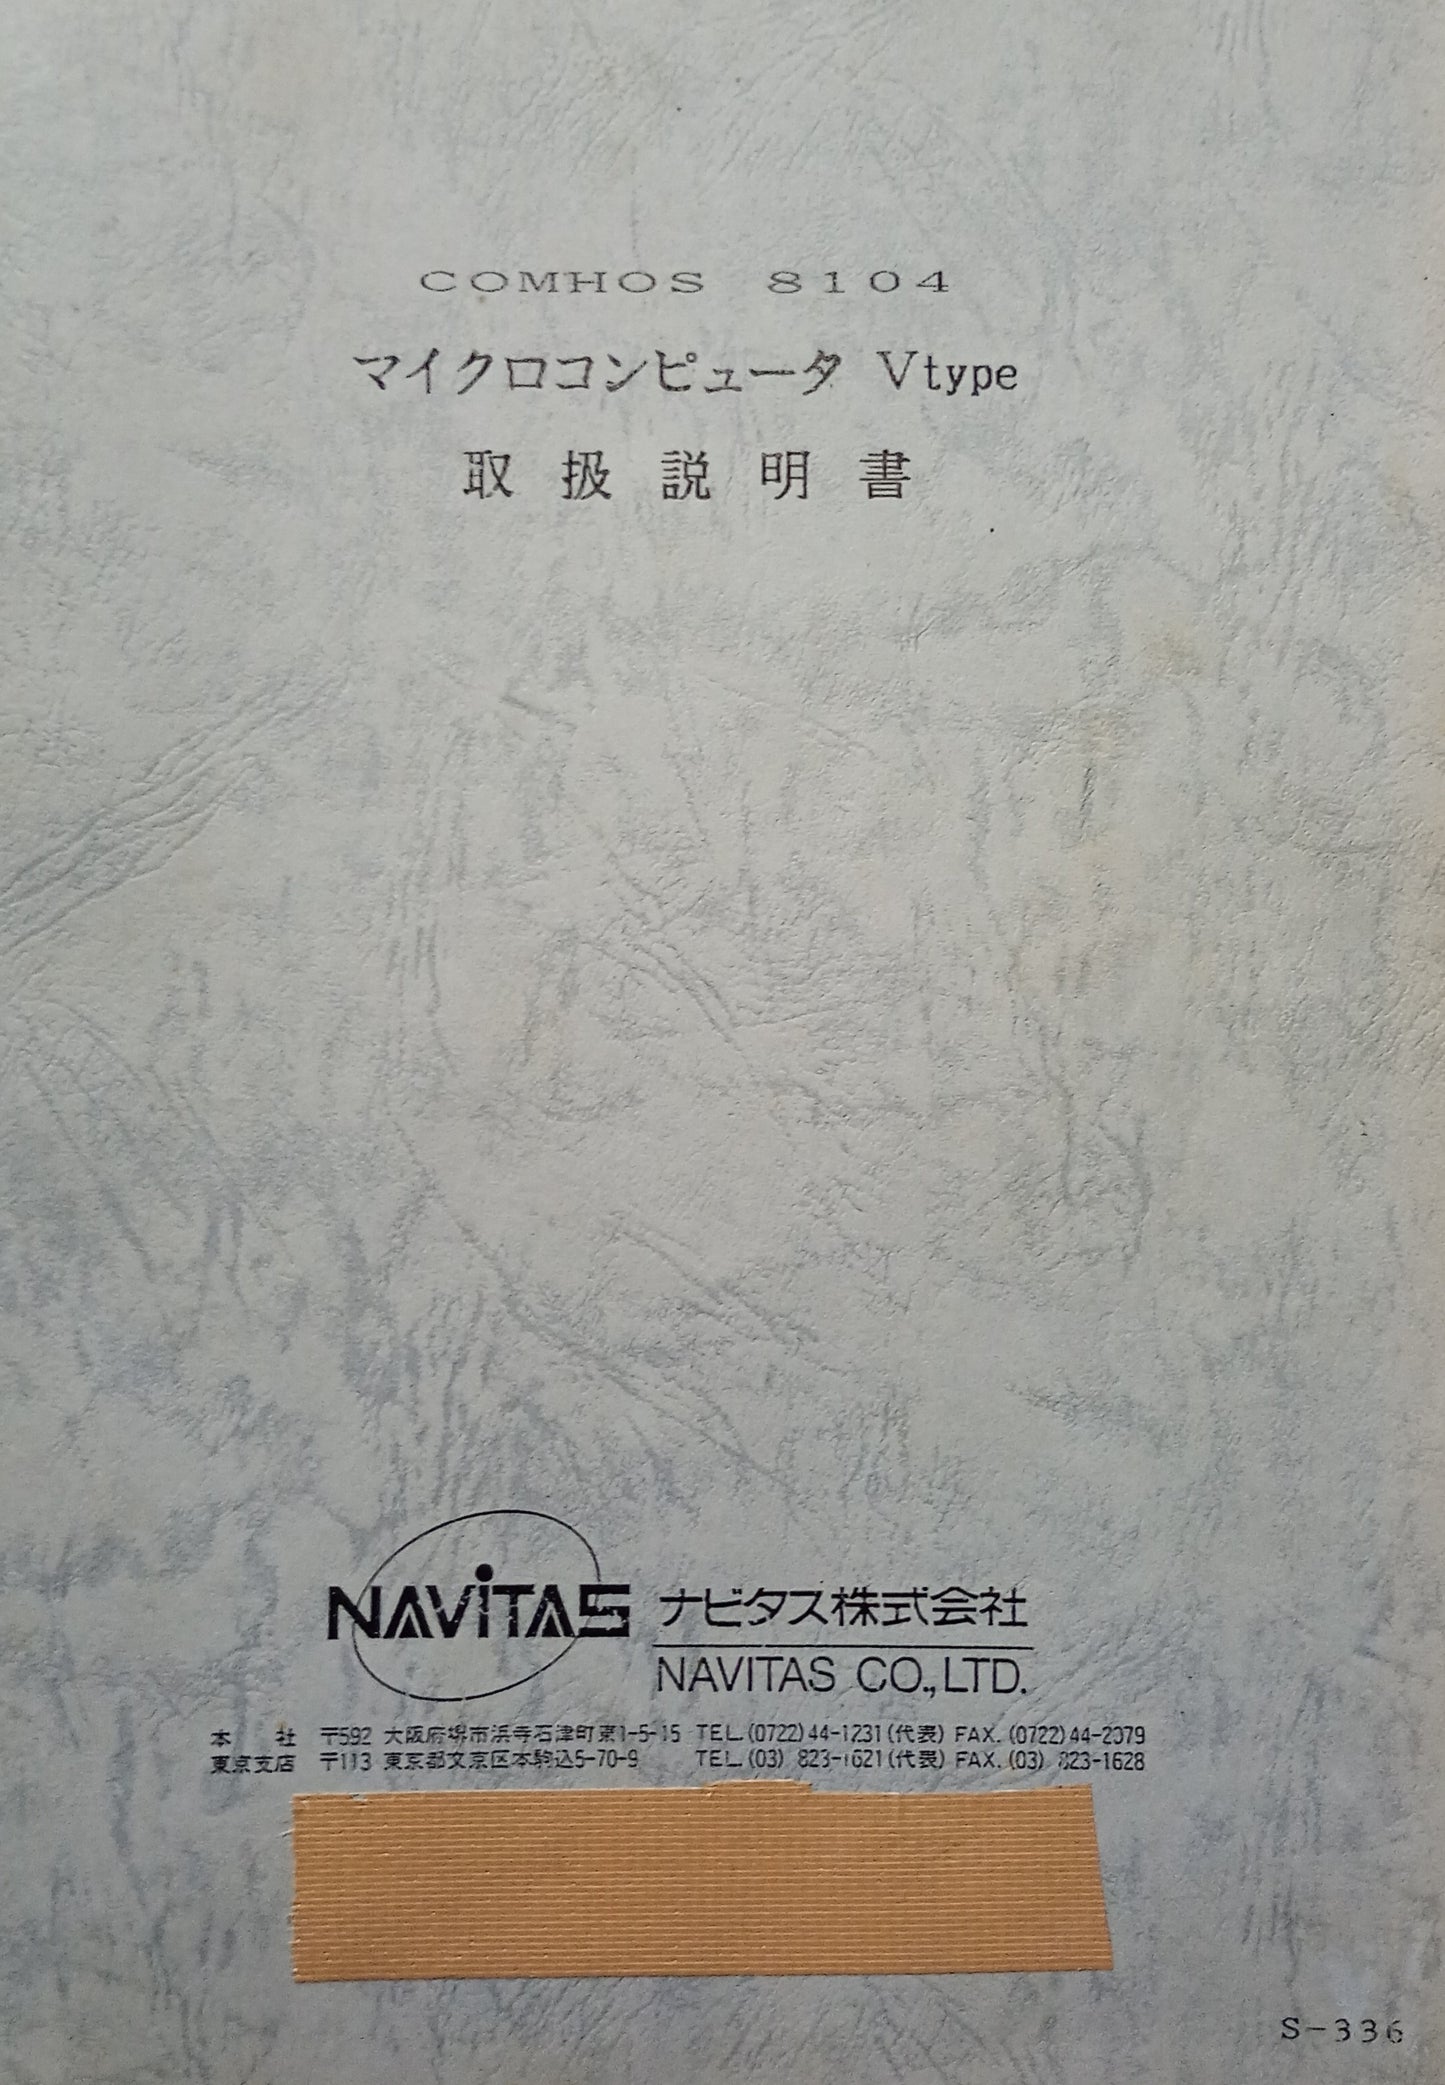 COMHOS 8104
マイクロコンピュータ Vtype
取扱説明書
NAViTAS ナビタス株式会社
NAVITAS CO.,LTD.
本社 〒592 大阪府堺市浜寺石津町東1-5-15 TEL.(0722)44-1231(代表) FAX.(0722)44-2379
東京支店 〒113 東京都文京区本駒込5-70-9 TEL.(03) 823-1621(代表) FAX.(03) 823-1628
S-336